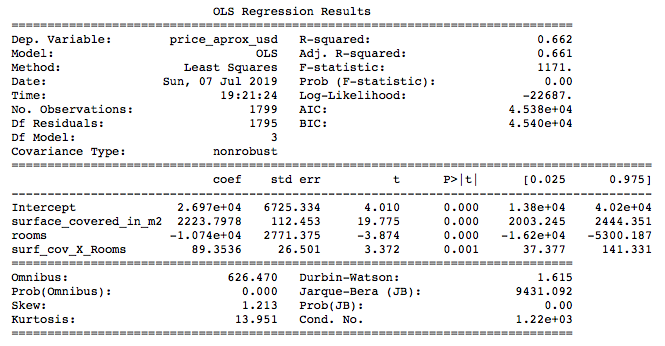 OLS Regression Results
==============================================================================
Dep. Variable: price_aprox_usd R-squared: 0.662
Model: OLS Adj. R-squared: 0.661
Method: Least Squares F-statistic: 1171.
Date: Sun, 07 Jul 2019 Prob (F-statistic): 0.00
Time: 19:21:24 Log-Likelihood: -22687.
No. Observations: 1799 AIC: 4.538e+04
Df Residuals: 1795 BIC: 4.540e+04
Df Model: 3
Covariance Type: nonrobust
=========================================================================================
coef std err t P>|t| [0.025 0.975]
-----------------------------------------------------------------------------------------
Intercept 2.697e+04 6725.334 4.010 0.000 1.38e+04 4.02e+04
surface_covered_in_m2 2223.7978 112.453 19.775 0.000 2003.245 2444.351
rooms -1.074e+04 2771.375 -3.874 0.000 -1.62e+04 -5300.187
surf_cov_X_Rooms 89.3536 26.501 3.372 0.001 37.377 141.331
==============================================================================
Omnibus: 626.470 Durbin-Watson: 1.615
Prob(Omnibus): 0.000 Jarque-Bera (JB): 9431.092
Skew: 1.213 Prob(JB): 0.00
Kurtosis: 13.951 Cond. No. 1.22e+03
==============================================================================